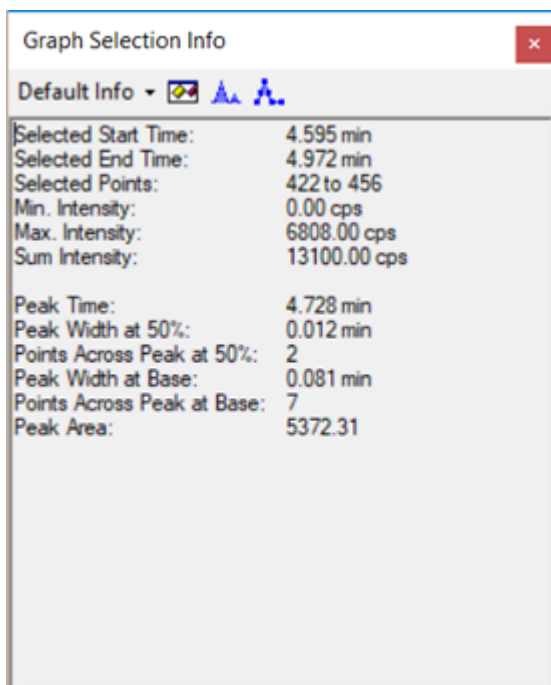 Graph Selection Info
Default Info
Selected Start Time: 4.595 min
Selected End Time: 4.972 min
Selected Points: 422 to 456
Min. Intensity: 0.00 cps
Max. Intensity: 6808.00 cps
Sum Intensity: 13100.00 cps
Peak Time: 4.728 min
Peak Width at 50%: 0.012 min
Points Across Peak at 50%: 2
Peak Width at Base: 0.081 min
Points Across Peak at Base: 7
Peak Area: 5372.31